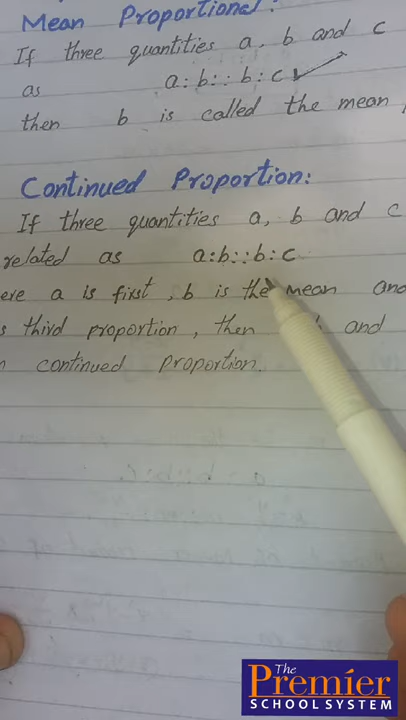 Mean Proportional:
If three quantities a, b and c
as a:b::b:c ✓
then b is called the mean
Continued Proportion:
If three quantities a, b and c
related as a:b::b:c
a is first, b is the mean and
third proportion, then and
continued proportion.
The
Premier
SCHOOL SYSTEM